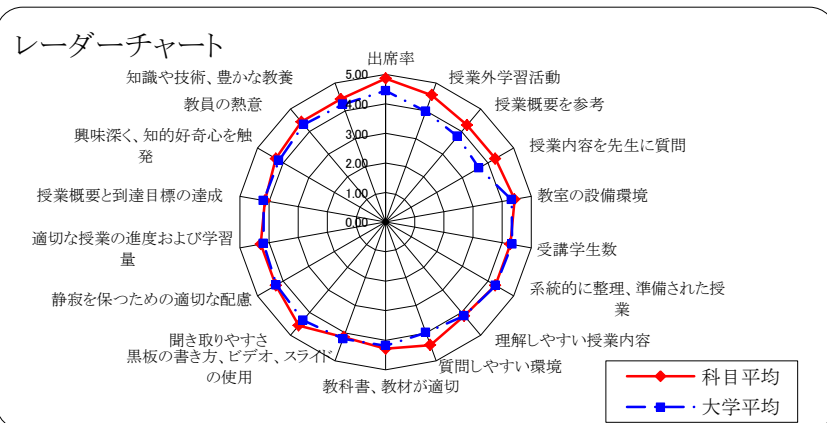 レーダーチャート
出席率
授業外学習活動
授業概要を参考
授業内容を先生に質問
教室の設備環境
受講学生数
系統的に整理、準備された授
業
理解しやすい授業内容
質問しやすい環境
教科書、教材が適切
黒板の書き方、ビデオ、スライド
の使用
聞き取りやすさ
静寂を保つための適切な配慮
適切な授業の進度および学習
量
授業概要と到達目標の達成
興味深く、知的好奇心を触
発
教員の熱意
知識や技術、豊かな教養
5.00
4.00
3.00
2.00
1.00
0.00
科目平均
大学平均